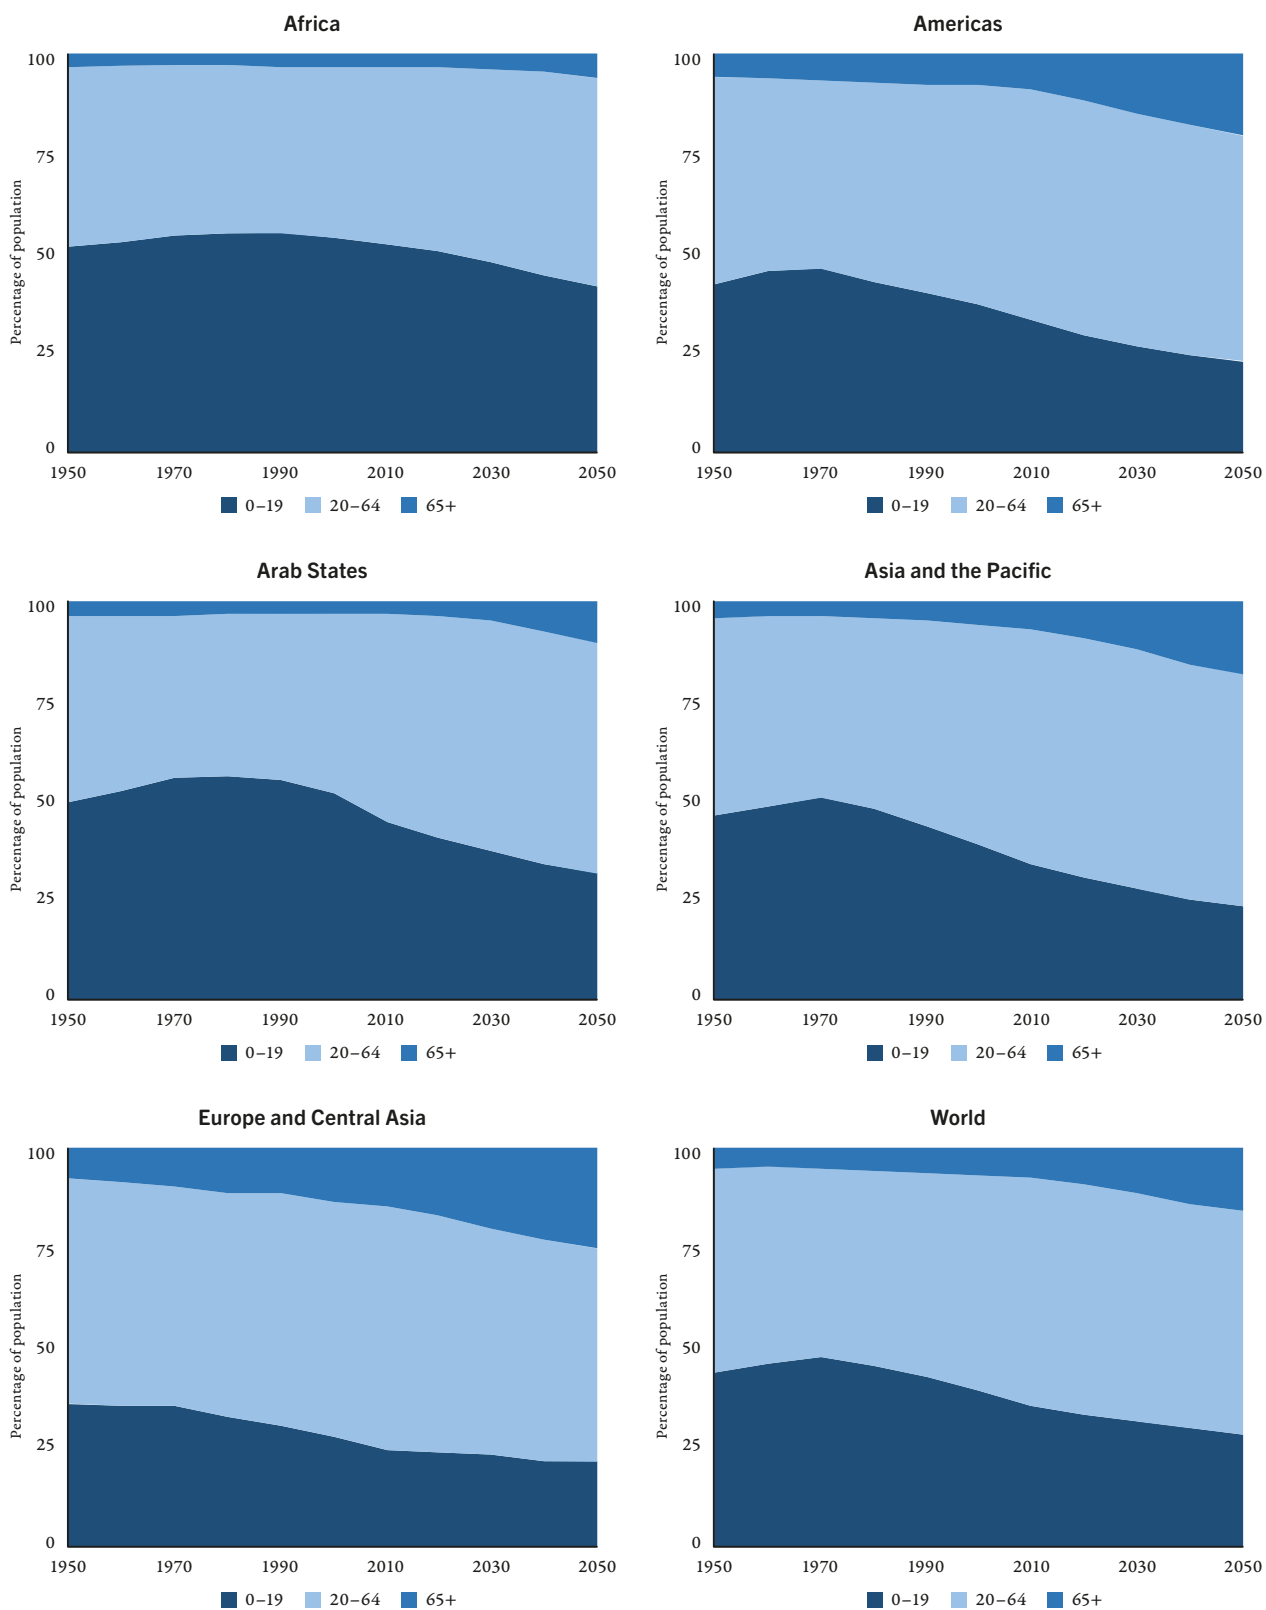 Africa
100
75
50
25
0
Percentage of population
1950 1970 1990 2010 2030 2050
0–19 20–64 65+
Americas
100
75
50
25
0
Percentage of population
1950 1970 1990 2010 2030 2050
0–19 20–64 65+
Arab States
100
75
50
25
0
Percentage of population
1950 1970 1990 2010 2030 2050
0–19 20–64 65+
Asia and the Pacific
100
75
50
25
0
Percentage of population
1950 1970 1990 2010 2030 2050
0–19 20–64 65+
Europe and Central Asia
100
75
50
25
0
Percentage of population
1950 1970 1990 2010 2030 2050
0–19 20–64 65+
World
100
75
50
25
0
Percentage of population
1950 1970 1990 2010 2030 2050
0–19 20–64 65+